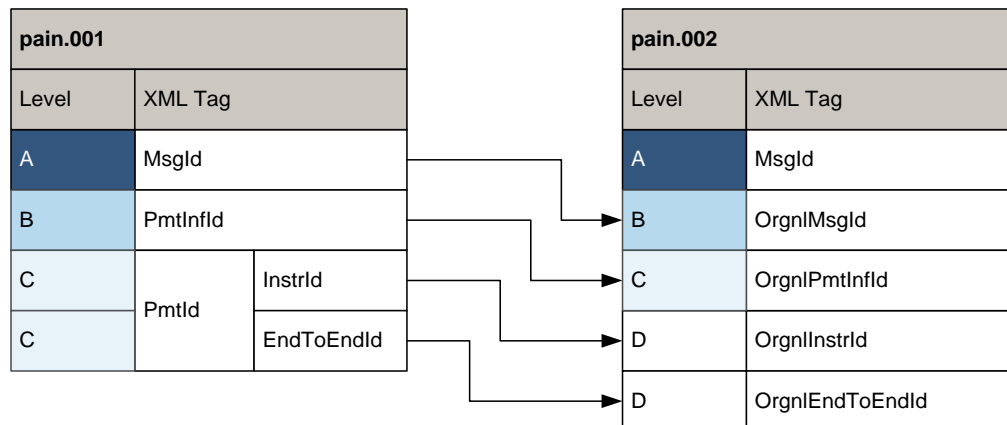 pain.001
Level XML Tag
A MsgId
B PmtInfId
C PmtId InstrId
C EndToEndId
pain.002
Level XML Tag
A MsgId
B OrgnlMsgId
C OrgnlPmtInfId
D OrgnlInstrId
D OrgnlEndToEndId